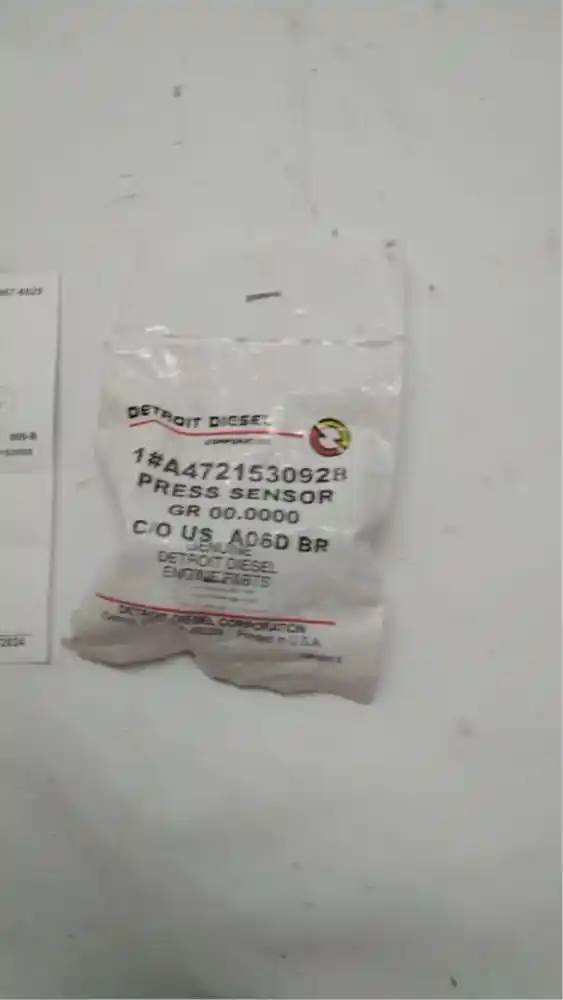 DETROIT DIESEL
CORPORATION
1#A4721530928
PRESS SENSOR
GR 00.0000
C/O US A06D BR
GENUINE
DETROIT DIESEL
ENGINE PARTS
DETROIT DIESEL CORPORATION
Printed in U.S.A.